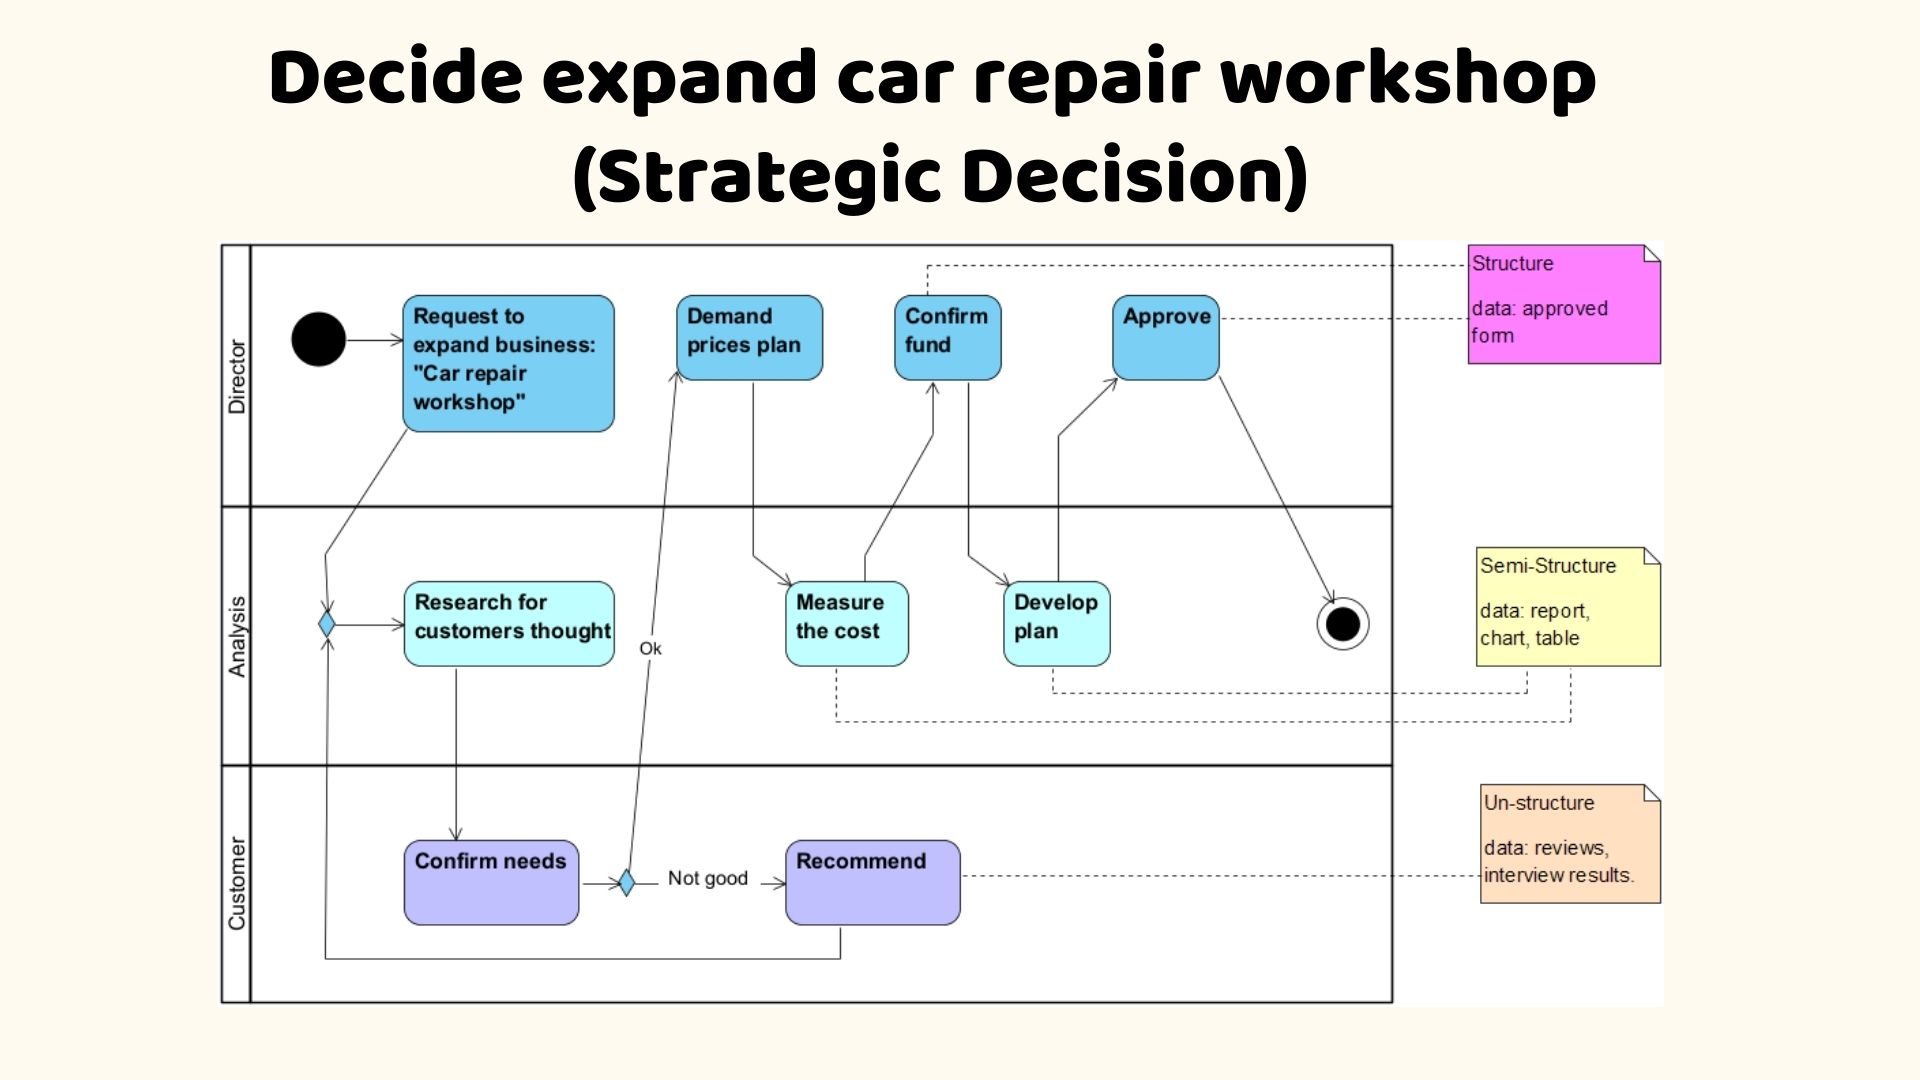 Decide expand car repair workshop
(Strategic Decision)
Director
Request to
expand business:
"Car repair
workshop"
Demand
prices plan
Confirm
fund
Approve
Structure
data: approved
form
Analysis
Research for
customers thought
Ok
Measure
the cost
Develop
plan
Semi-Structure
data: report,
chart, table
Customer
Confirm needs
Not good
Recommend
Un-structure
data: reviews,
interview results.